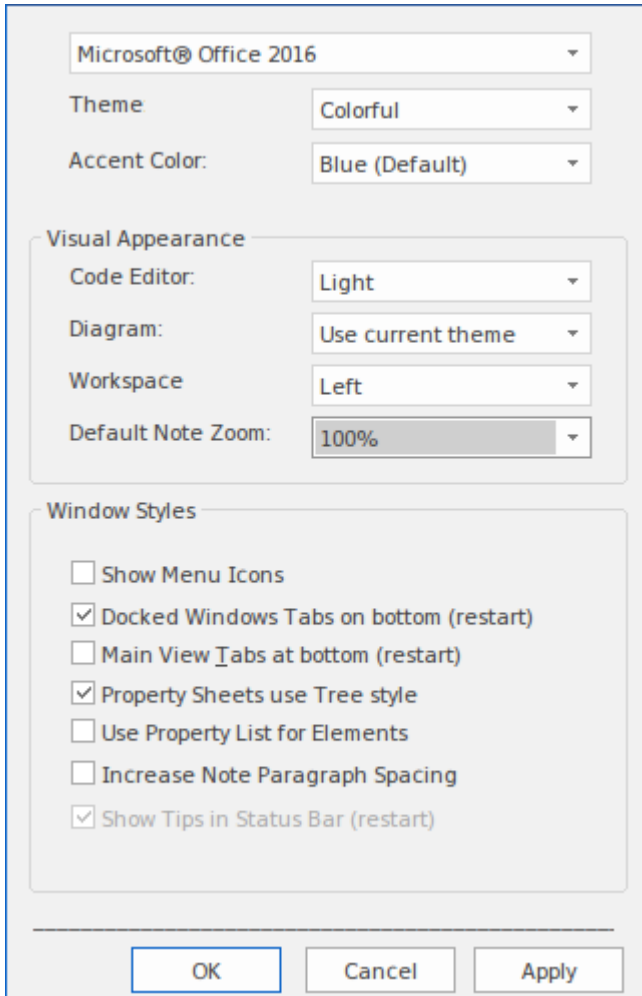 Microsoft® Office 2016
Theme Colorful
Accent Color: Blue (Default)
Visual Appearance
Code Editor: Light
Diagram: Use current theme
Workspace Left
Default Note Zoom: 100%
Window Styles
Show Menu Icons
Docked Windows Tabs on bottom (restart)
Main View Tabs at bottom (restart)
Property Sheets use Tree style
Use Property List for Elements
Increase Note Paragraph Spacing
Show Tips in Status Bar (restart)
OK Cancel Apply